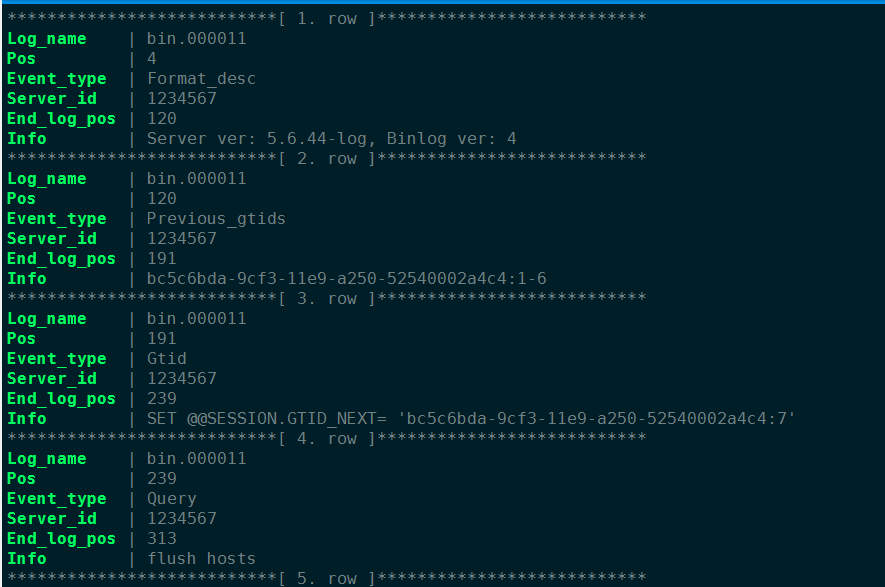 ***************************[ 1. row ]***************************
Log_name    | bin.000011
Pos         | 4
Event_type  | Format_desc
Server_id   | 1234567
End_log_pos | 120
Info        | Server ver: 5.6.44-log, Binlog ver: 4
***************************[ 2. row ]***************************
Log_name    | bin.000011
Pos         | 120
Event_type  | Previous_gtids
Server_id   | 1234567
End_log_pos | 191
Info        | bc5c6bda-9cf3-11e9-a250-52540002a4c4:1-6
***************************[ 3. row ]***************************
Log_name    | bin.000011
Pos         | 191
Event_type  | Gtid
Server_id   | 1234567
End_log_pos | 239
Info        | SET @@SESSION.GTID_NEXT= 'bc5c6bda-9cf3-11e9-a250-52540002a4c4:7'
***************************[ 4. row ]***************************
Log_name    | bin.000011
Pos         | 239
Event_type  | Query
Server_id   | 1234567
End_log_pos | 313
Info        | flush hosts
***************************[ 5. row ]***************************